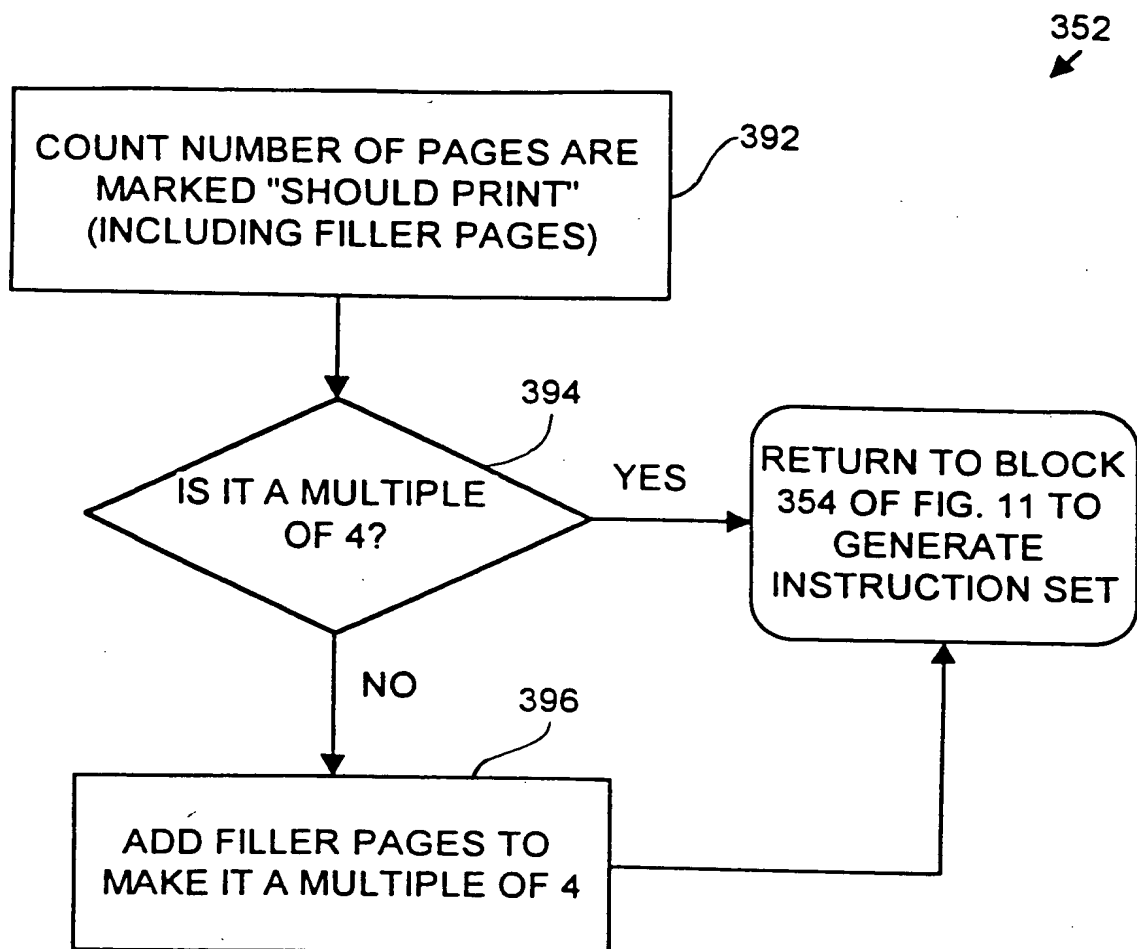 352
COUNT NUMBER OF PAGES ARE
MARKED "SHOULD PRINT"
(INCLUDING FILLER PAGES)
392
394
IS IT A MULTIPLE
OF 4?
YES
RETURN TO BLOCK
354 OF FIG. 11 TO
GENERATE
INSTRUCTION SET
NO
396
ADD FILLER PAGES TO
MAKE IT A MULTIPLE OF 4